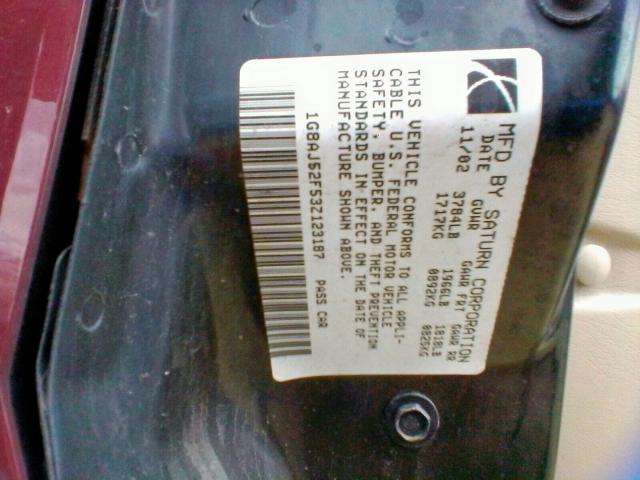 MFD BY SATURN CORPORATION
DATE GVWR GAWR FRT GAWR RR
11/02 3784LB 1966LB 1818LB
1717KG 0892KG 0825KG
THIS VEHICLE CONFORMS TO ALL APPLI-
CABLE U.S. FEDERAL MOTOR VEHICLE
SAFETY, BUMPER, AND THEFT PREVENTION
STANDARDS IN EFFECT ON THE DATE OF
MANUFACTURE SHOWN ABOVE.
1G8AJ52F53Z123187 PASS CAR